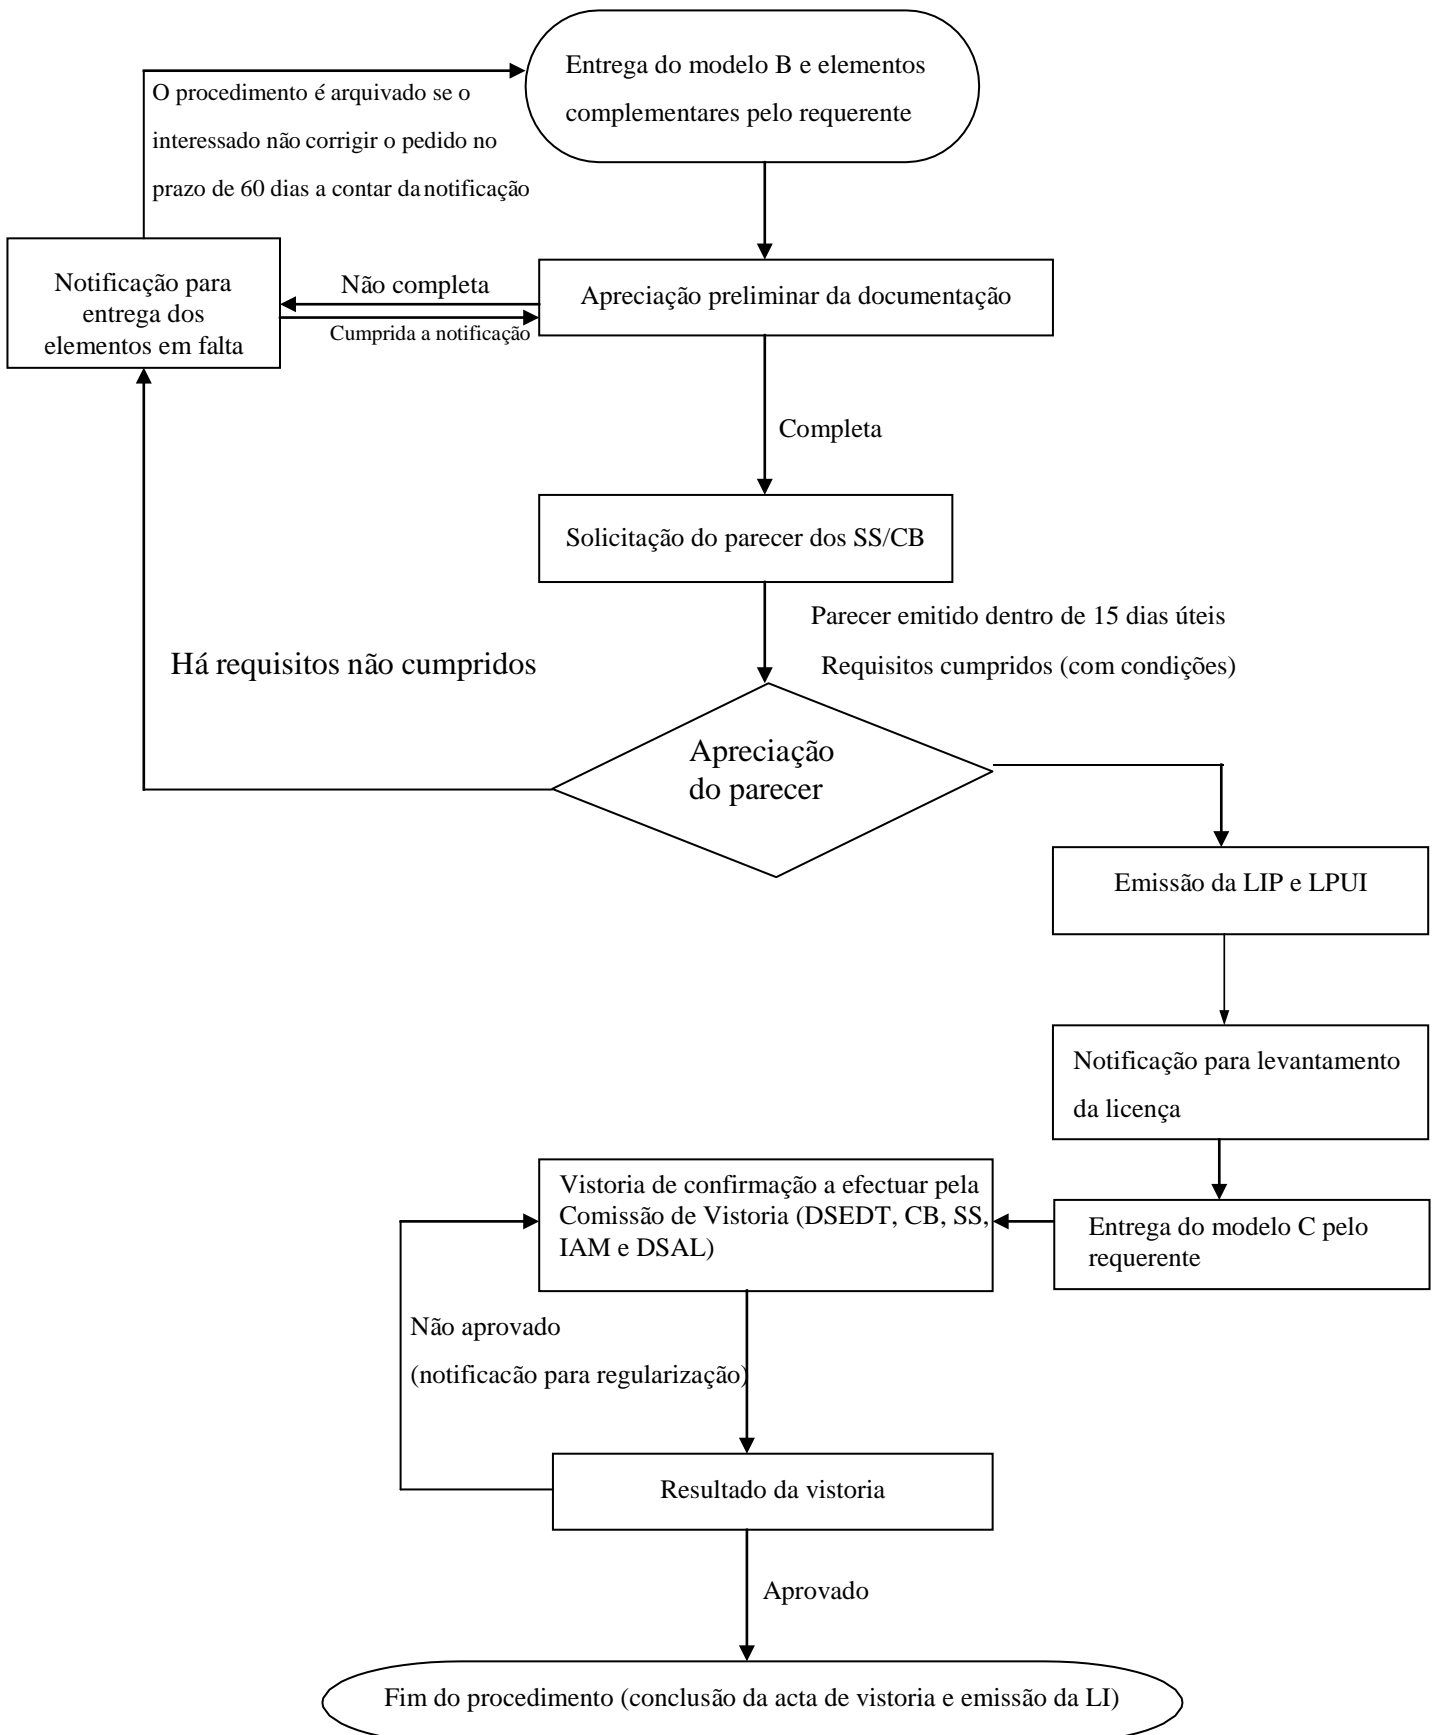 Entrega do modelo B e elementos
complementares pelo requerente
O procedimento é arquivado se o
interessado não corrigir o pedido no
prazo de 60 dias a contar da notificação
Notificação para
entrega dos
elementos em falta
Não completa
Cumprida a notificação
Apreciação preliminar da documentação
Completa
Solicitação do parecer dos SS/CB
Parecer emitido dentro de 15 dias úteis
Requisitos cumpridos (com condições)
Há requisitos não cumpridos
Apreciação
do parecer
Emissão da LIP e LPUI
Notificação para levantamento
da licença
Entrega do modelo C pelo
requerente
Vistoria de confirmação a efectuar pela
Comissão de Vistoria (DSEDT, CB, SS,
IAM e DSAL)
Não aprovado
(notificacão para regularização)
Resultado da vistoria
Aprovado
Fim do procedimento (conclusão da acta de vistoria e emissão da LI)